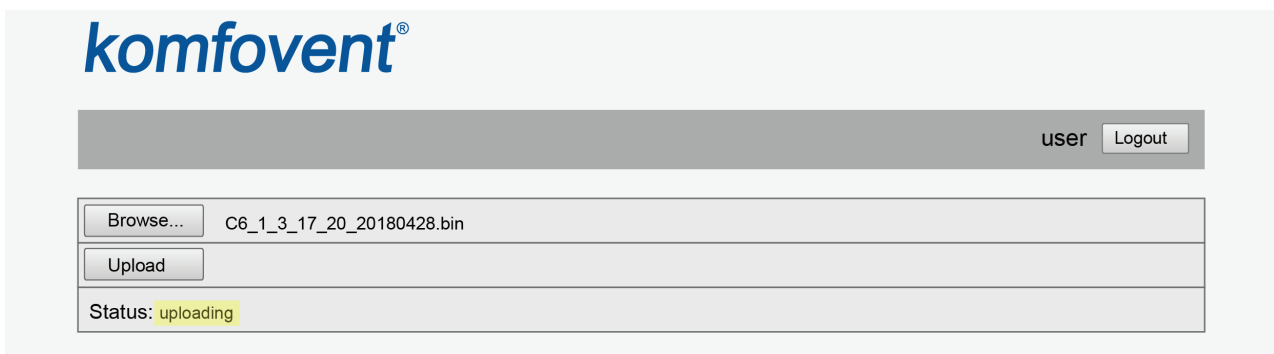 komfovent®
user Logout
Browse... C6_1_3_17_20_20180428.bin
Upload
Status: uploading